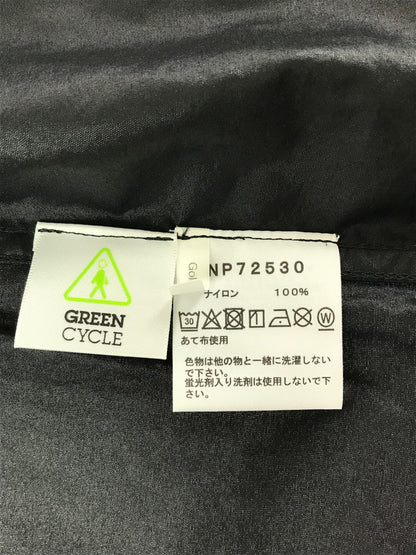 GREEN
CYCLE
Gol
NP72530
ナイロン 100%
30
W
あて布使用
色物は他の物と一緒に洗濯しない
で下さい。
蛍光剤入り洗剤は使用しない
で下さい。